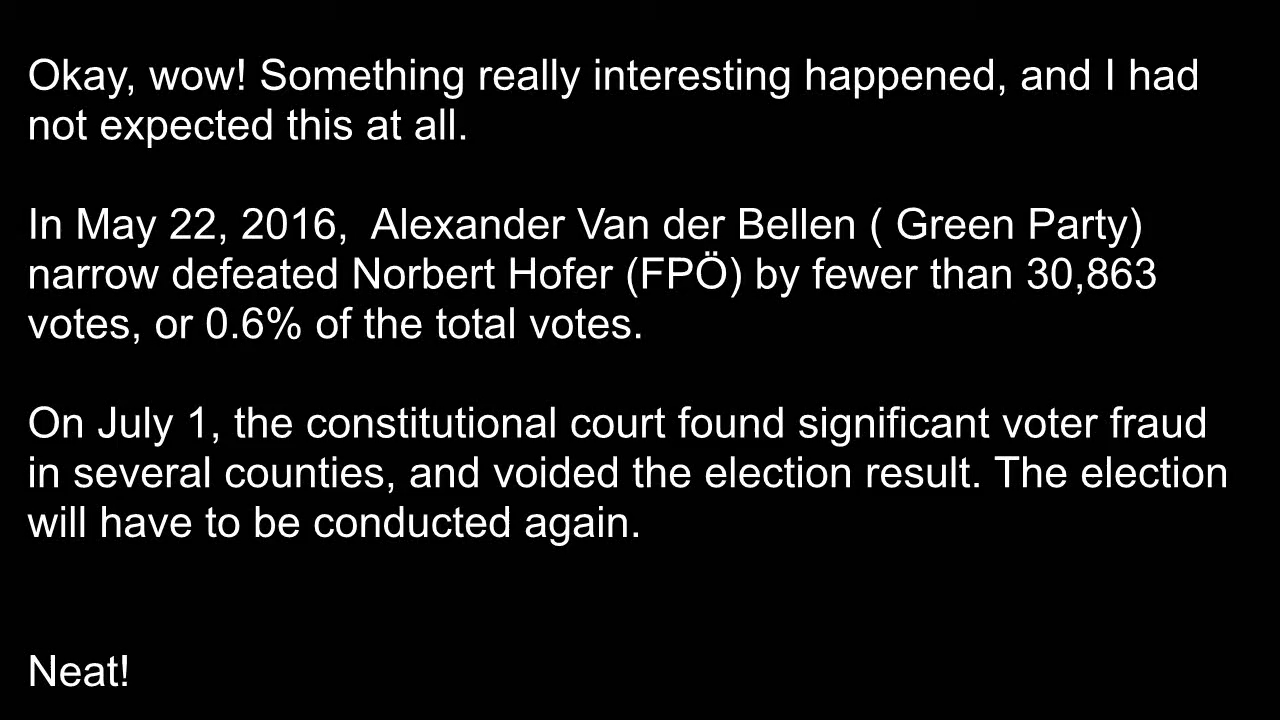 Okay, wow! Something really interesting happened, and I had
not expected this at all.
In May 22, 2016,  Alexander Van der Bellen ( Green Party)
narrow defeated Norbert Hofer (FPÖ) by fewer than 30,863
votes, or 0.6% of the total votes.
On July 1, the constitutional court found significant voter fraud
in several counties, and voided the election result. The election
will have to be conducted again.
Neat!